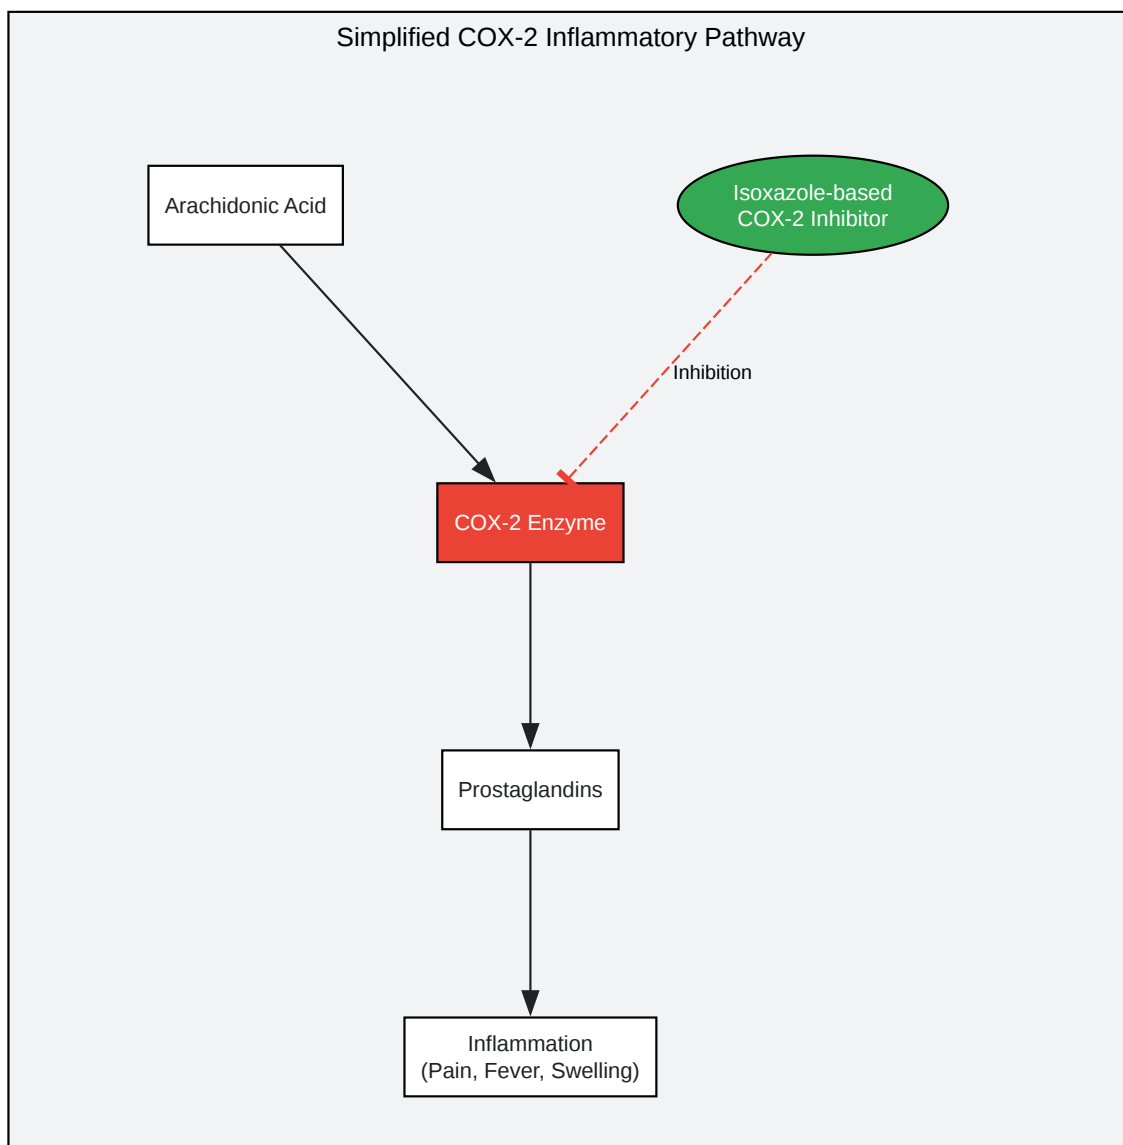 Simplified COX-2 Inflammatory Pathway
Arachidonic Acid
Isoxazole-based
COX-2 Inhibitor
Inhibition
COX-2 Enzyme
Prostaglandins
Inflammation
(Pain, Fever, Swelling)